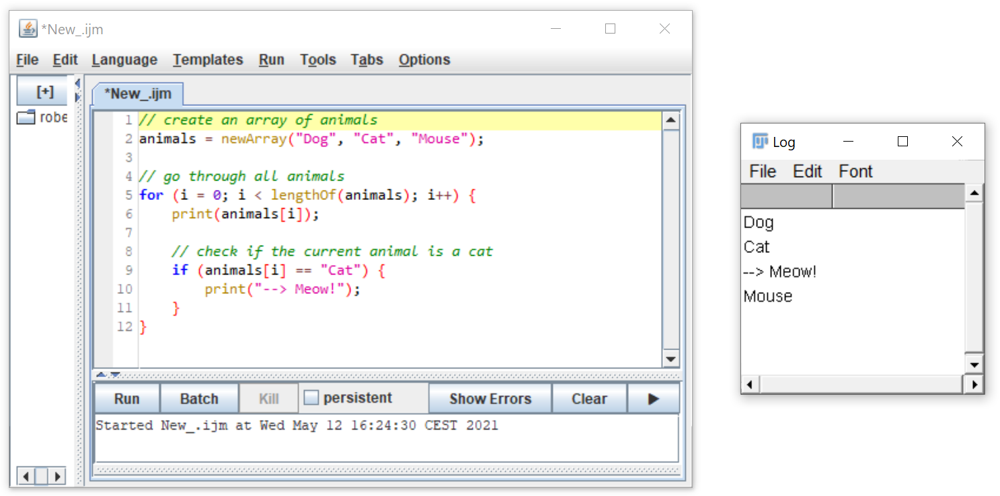 *New_.ijm
File Edit Language Templates Run Tools Tabs Options
[+]
robe
*New_.ijm
1 // create an array of animals
2 animals = newArray("Dog", "Cat", "Mouse");
3
4 // go through all animals
5 for (i = 0; i < lengthOf(animals); i++) {
6     print(animals[i]);
7
8     // check if the current animal is a cat
9     if (animals[i] == "Cat") {
10         print("--> Meow!");
11     }
12 }
Run Batch Kill persistent Show Errors Clear
Started New_.ijm at Wed May 12 16:24:30 CEST 2021
Log
File Edit Font
Dog
Cat
--> Meow!
Mouse